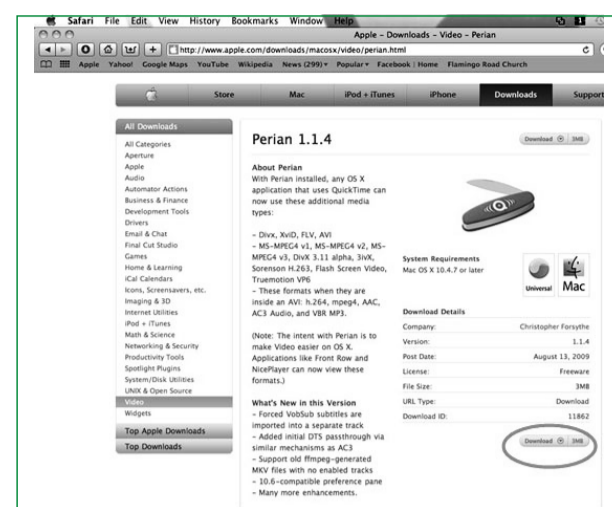 Safari File Edit View History Bookmarks Window Help
Apple – Downloads – Video – Perian
http://www.apple.com/downloads/macosx/video/perian.html
Apple Yahoo! Google Maps YouTube Wikipedia News (299) Popular Facebook | Home Flamingo Road Church
Store Mac iPod + iTunes iPhone Downloads Support
All Downloads
All Categories
Aperture
Apple
Audio
Automator Actions
Business & Finance
Development Tools
Drivers
Email & Chat
Final Cut Studio
Games
Home & Learning
iCal Calendars
Icons, Screensavers, etc.
Imaging & 3D
Internet Utilities
iPod + iTunes
Math & Science
Networking & Security
Productivity Tools
Spotlight Plugins
System/Disk Utilities
UNIX & Open Source
Video
Widgets
Top Apple Downloads
Top Downloads
Perian 1.1.4
Download 3MB
About Perian
With Perian installed, any OS X
application that uses QuickTime can
now use these additional media
types:
– Divx, XviD, FLV, AVI
– MS-MPEG4 v1, MS-MPEG4 v2, MS-
MPEG4 v3, DivX 3.11 alpha, 3ivX,
Sorenson H.263, Flash Screen Video,
Truemotion VP6
– These formats when they are
inside an AVI: h.264, mpeg4, AAC,
AC3 Audio, and VBR MP3.
(Note: The intent with Perian is to
make Video easier on OS X.
Applications like Front Row and
NicePlayer can now view these
formats.)
What's New in this Version
– Forced VobSub subtitles are
imported into a separate track
– Added initial DTS passthrough via
similar mechanisms as AC3
– Support old ffmpeg-generated
MKV files with no enabled tracks
– 10.6-compatible preference pane
– Many more enhancements.
System Requirements
Mac OS X 10.4.7 or later
Universal Mac
Download Details
Company: Christopher Forsythe
Version: 1.1.4
Post Date: August 13, 2009
License: Freeware
File Size: 3MB
URL Type: Download
Download ID: 11862
Download 3MB